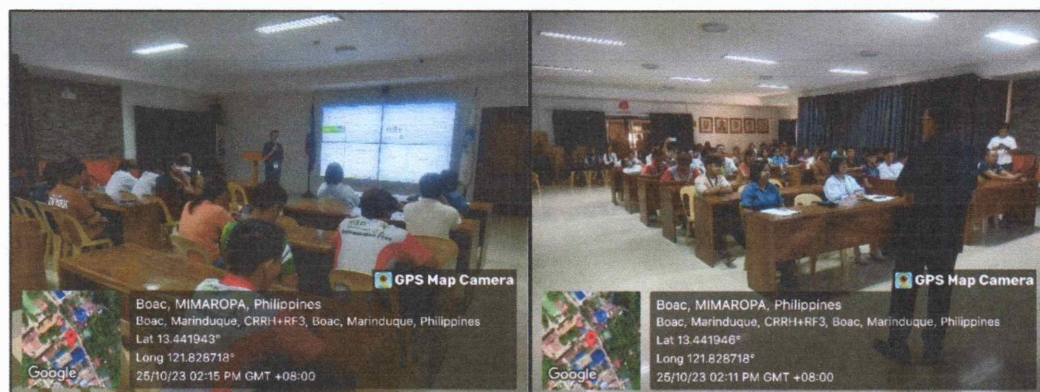 GPS Map Camera
Boac, MIMAROPA, Philippines
Boac, Marinduque, CRRH+RF3, Boac, Marinduque, Philippines
Lat 13.441943°
Long 121.828718°
25/10/23 02:15 PM GMT +08:00
Google
GPS Map Camera
Boac, MIMAROPA, Philippines
Boac, Marinduque, CRRH+RF3, Boac, Marinduque, Philippines
Lat 13.441946°
Long 121.828718°
25/10/23 02:11 PM GMT +08:00
Google